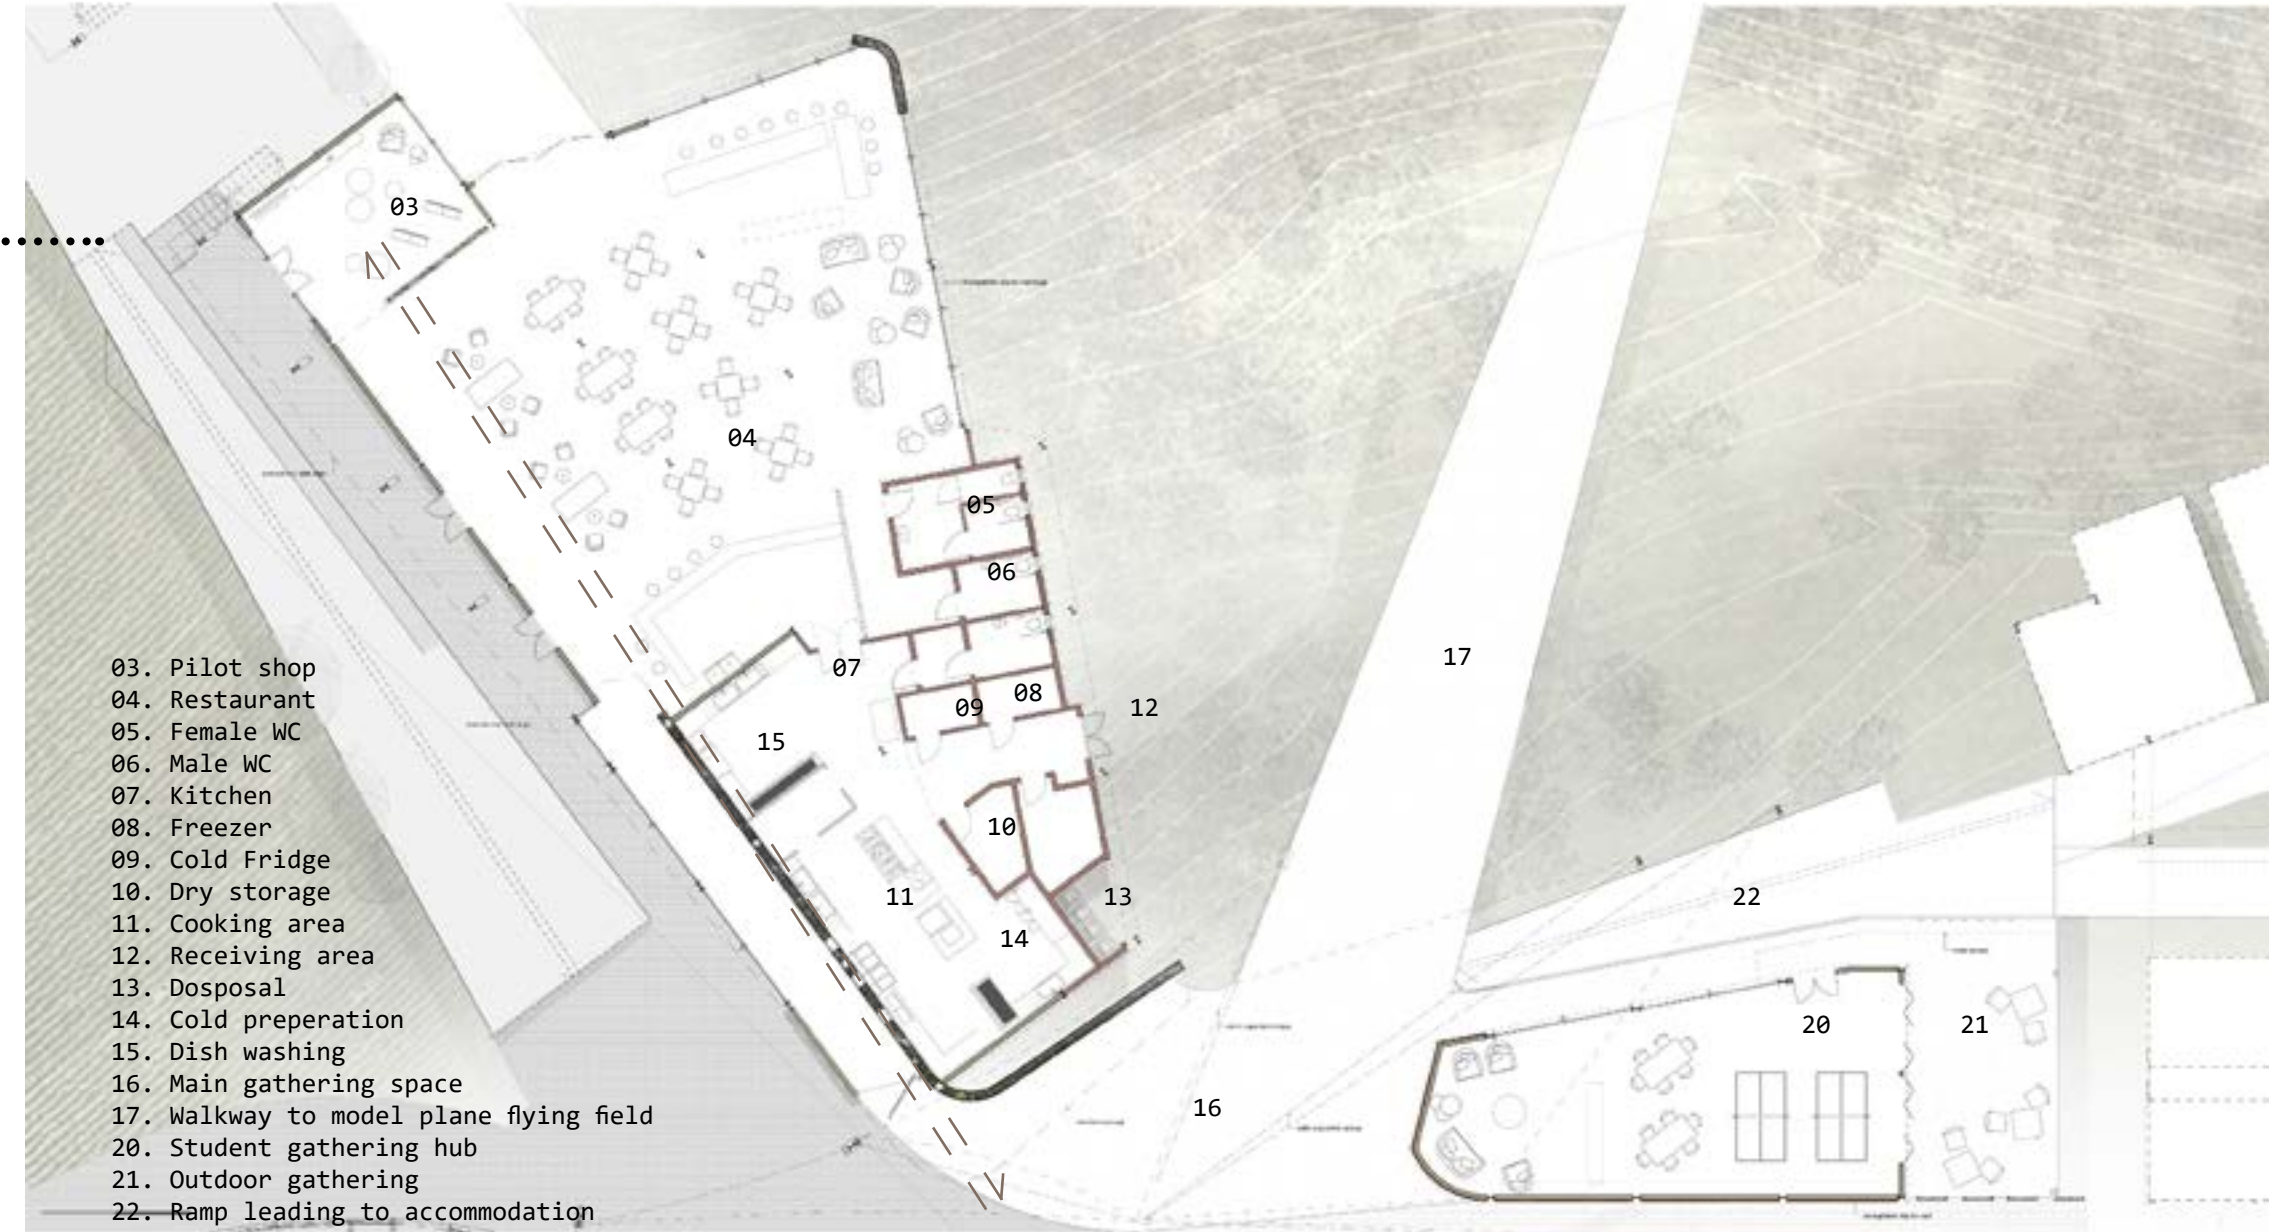 03
04
05
06
07
08
09
12
17
15
10
11
13
14
22
20
21
16
03. Pilot shop
04. Restaurant
05. Female WC
06. Male WC
07. Kitchen
08. Freezer
09. Cold Fridge
10. Dry storage
11. Cooking area
12. Receiving area
13. Dosposal
14. Cold preperation
15. Dish washing
16. Main gathering space
17. Walkway to model plane flying field
20. Student gathering hub
21. Outdoor gathering
22. Ramp leading to accommodation